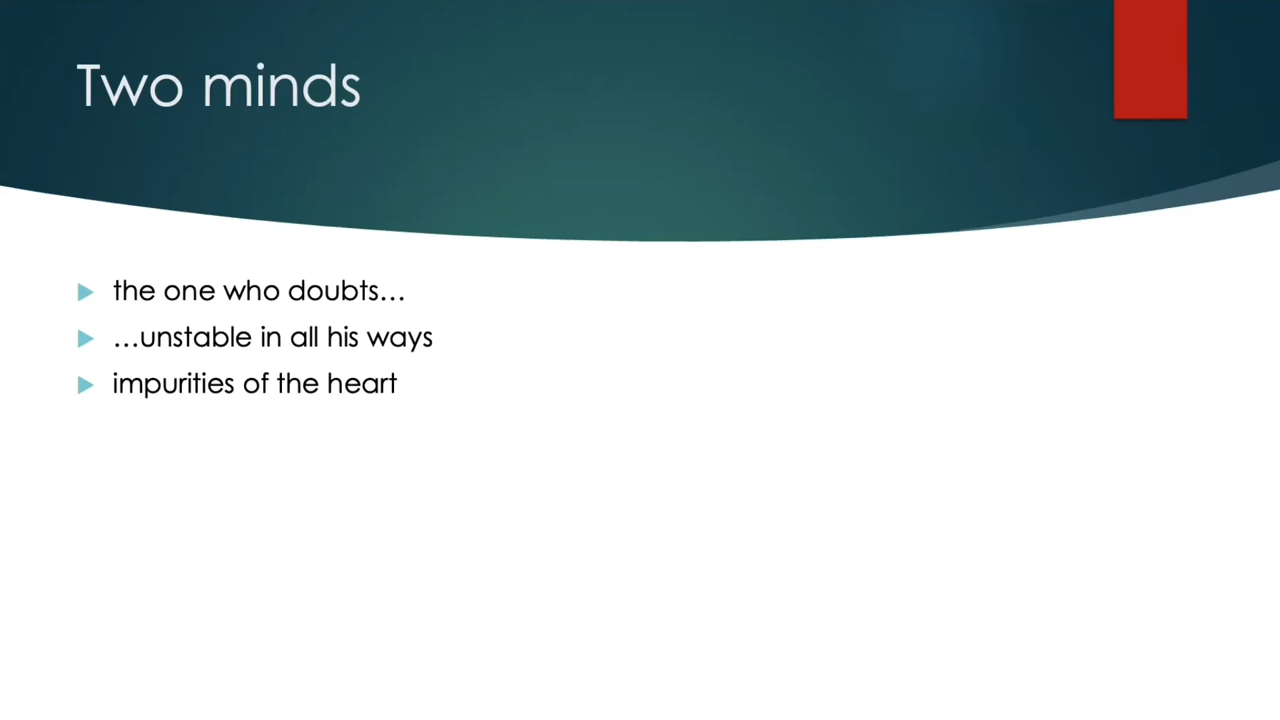 Two minds
the one who doubts…
…unstable in all his ways
impurities of the heart